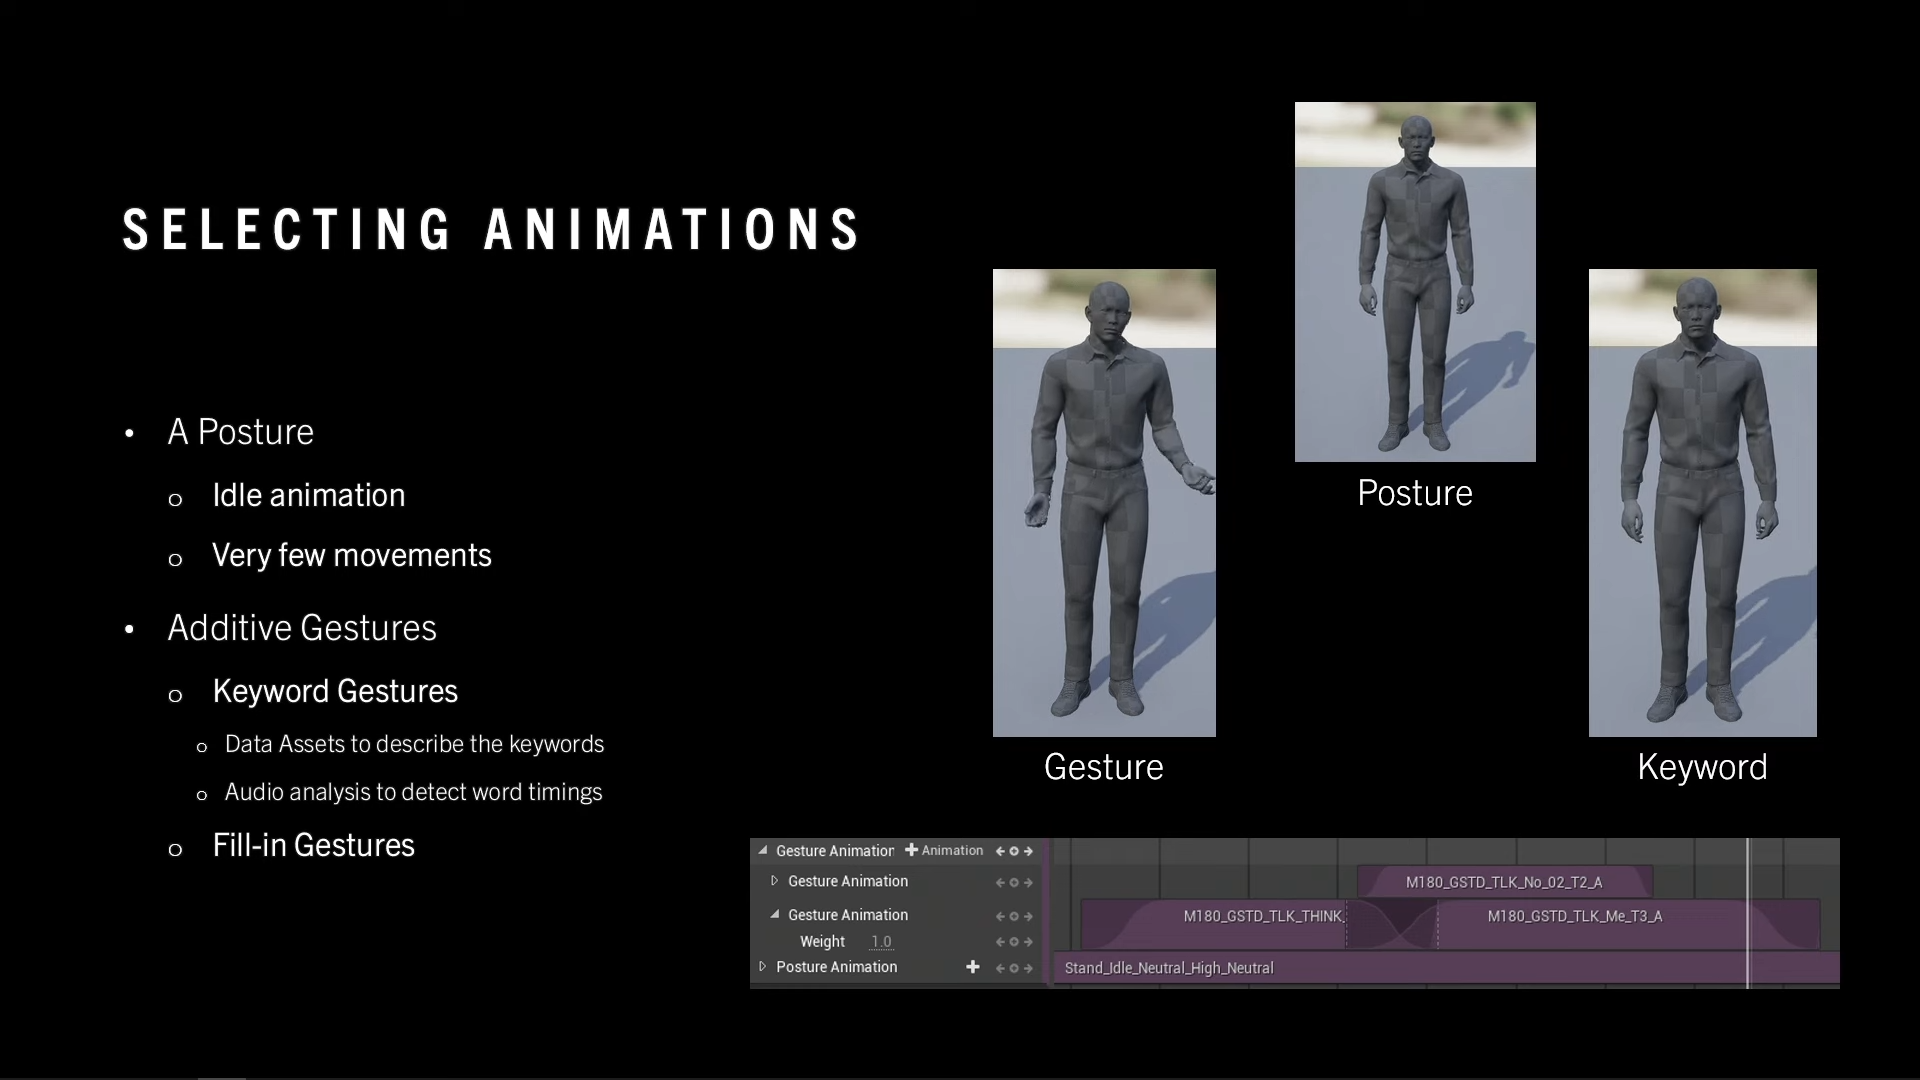 SELECTING ANIMATIONS
• A Posture
o Idle animation
o Very few movements
• Additive Gestures
o Keyword Gestures
o Data Assets to describe the keywords
o Audio analysis to detect word timings
o Fill-in Gestures
Posture
Gesture
Keyword
Gesture Animation
Animation
Gesture Animation
M180_GSTD_TLK_No_02_T2_A
Gesture Animation
M180_GSTD_TLK_THINK
M180_GSTD_TLK_Me_T3_A
Weight 1.0
Posture Animation
Stand_Idle_Neutral_High_Neutral